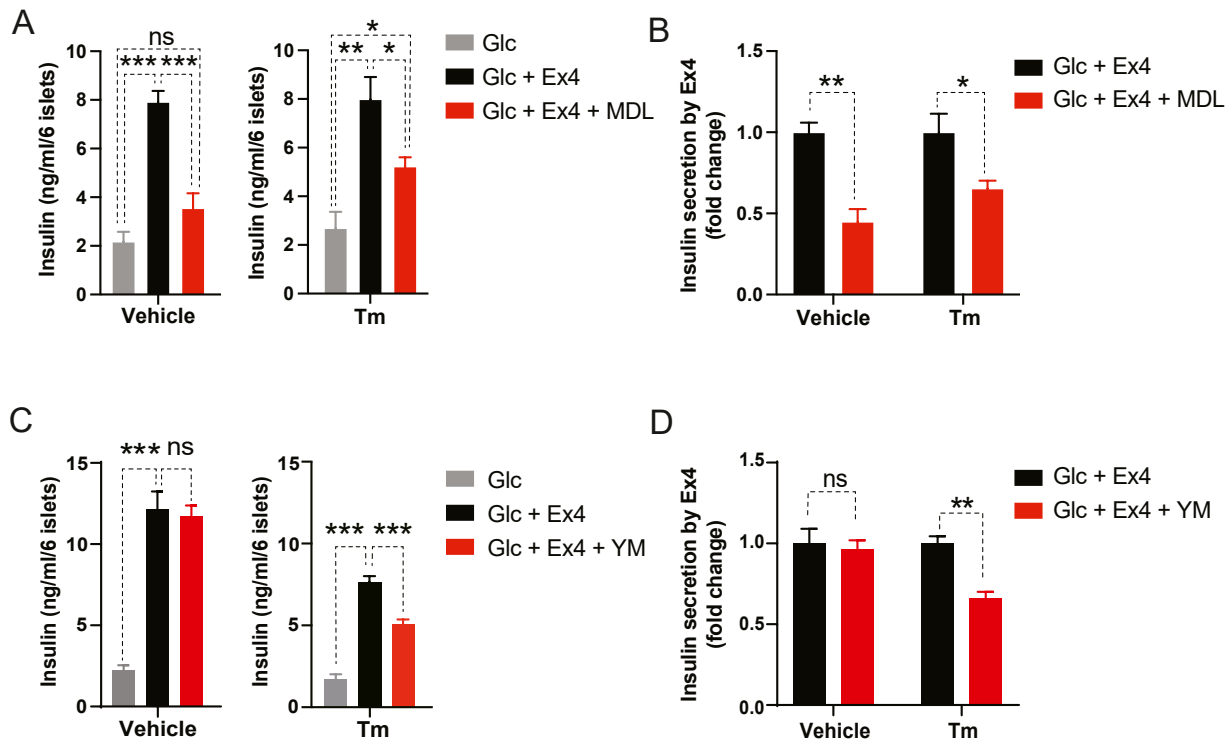 A
Insulin (ng/ml/6 islets)
10
8
6
4
2
0
ns
*** ***
Vehicle
Insulin (ng/ml/6 islets)
10
8
6
4
2
0
*
** *
Tm
Glc
Glc + Ex4
Glc + Ex4 + MDL
B
Insulin secretion by Ex4
(fold change)
1.5
1.0
0.5
0.0
**
*
Vehicle
Tm
Glc + Ex4
Glc + Ex4 + MDL
C
Insulin (ng/ml/6 islets)
15
10
5
0
*** ns
Vehicle
Insulin (ng/ml/6 islets)
15
10
5
0
*** ***
Tm
Glc
Glc + Ex4
Glc + Ex4 + YM
D
Insulin secretion by Ex4
(fold change)
1.5
1.0
0.5
0.0
ns
**
Vehicle
Tm
Glc + Ex4
Glc + Ex4 + YM